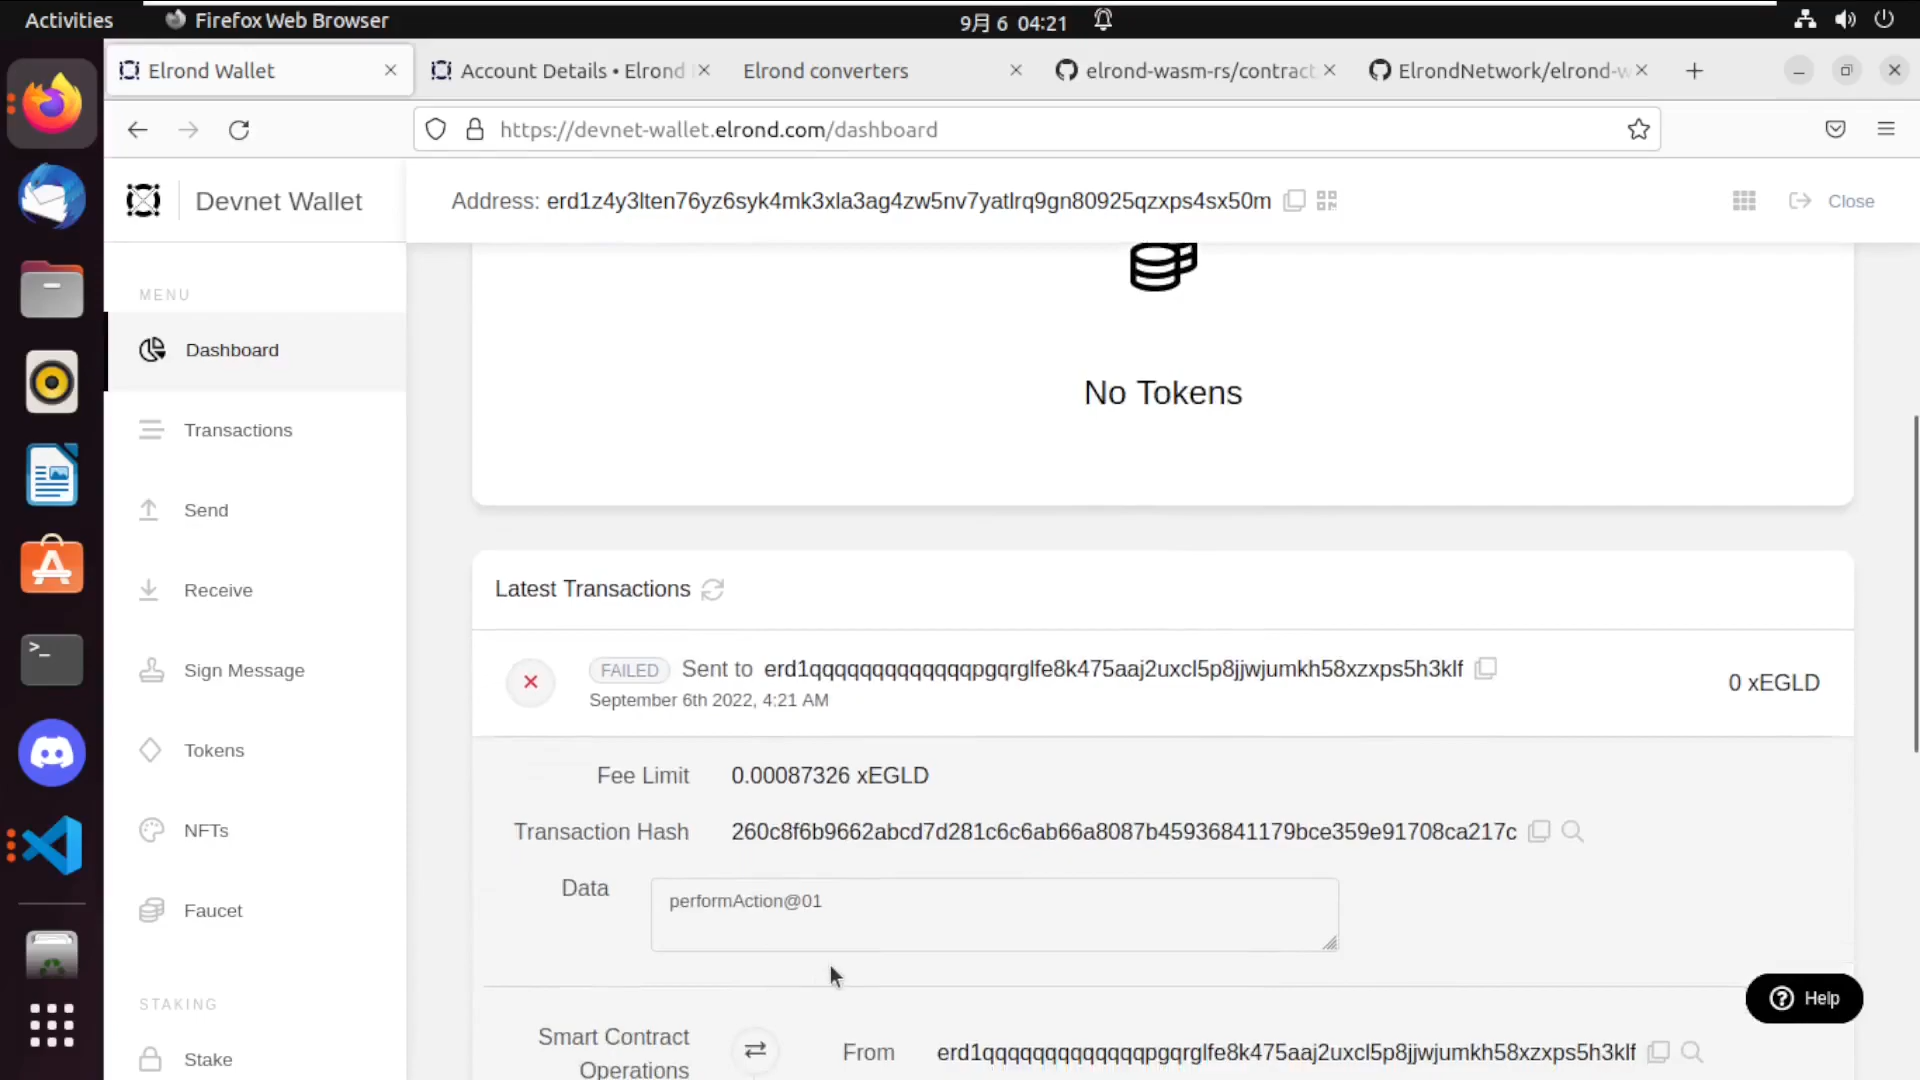 Activities
Firefox Web Browser
9月 6 04:21
Elrond Wallet
Account Details • Elrond
Elrond converters
elrond-wasm-rs/contract
ElrondNetwork/elrond-w
https://devnet-wallet.elrond.com/dashboard
Devnet Wallet
Address: erd1z4y3lten76yz6syk4mk3xla3ag4zw5nv7yatlrq9gn80925qzxps4sx50m
Close
MENU
Dashboard
Transactions
Send
Receive
Sign Message
Tokens
NFTs
Faucet
STAKING
Stake
No Tokens
Latest Transactions
FAILED Sent to erd1qqqqqqqqqqqqqpgqrglfe8k475aaj2uxcl5p8jjwjumkh58xzxps5h3klf
September 6th 2022, 4:21 AM
0 xEGLD
Fee Limit 0.00087326 xEGLD
Transaction Hash 260c8f6b9662abcd7d281c6c6ab66a8087b45936841179bce359e91708ca217c
Data
performAction@01
Smart Contract
Operations
From erd1qqqqqqqqqqqqqpgqrglfe8k475aaj2uxcl5p8jjwjumkh58xzxps5h3klf
Help